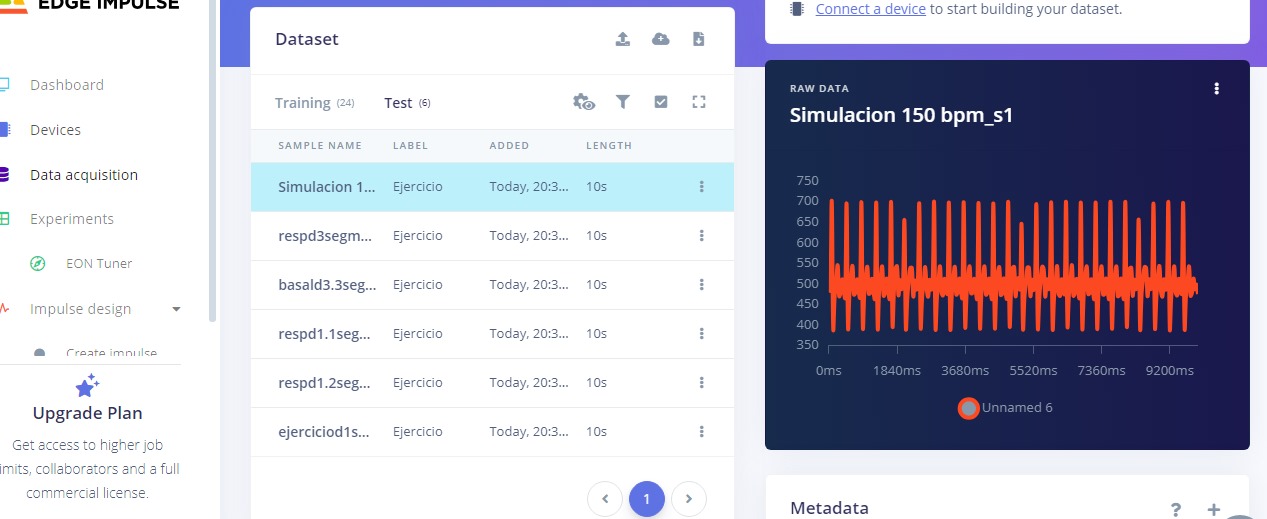 EDGE IMPULSE
Dashboard
Devices
Data acquisition
Experiments
EON Tuner
Impulse design
Create impulse
Upgrade Plan
Get access to higher job
imits, collaborators and a full
commercial license.
Dataset
Training (24) Test (6)
SAMPLE NAME LABEL ADDED LENGTH
Simulacion 1... Ejercicio Today, 20:3... 10s
respd3segm... Ejercicio Today, 20:3... 10s
basald3.3seg... Ejercicio Today, 20:3... 10s
respd1.1seg... Ejercicio Today, 20:3... 10s
respd1.2seg... Ejercicio Today, 20:3... 10s
ejerciciod1s... Ejercicio Today, 20:3... 10s
1
Connect a device to start building your dataset.
RAW DATA
Simulacion 150 bpm_s1
750
700
650
600
550
500
450
400
350
0ms 1840ms 3680ms 5520ms 7360ms 9200ms
Unnamed 6
Metadata
? +